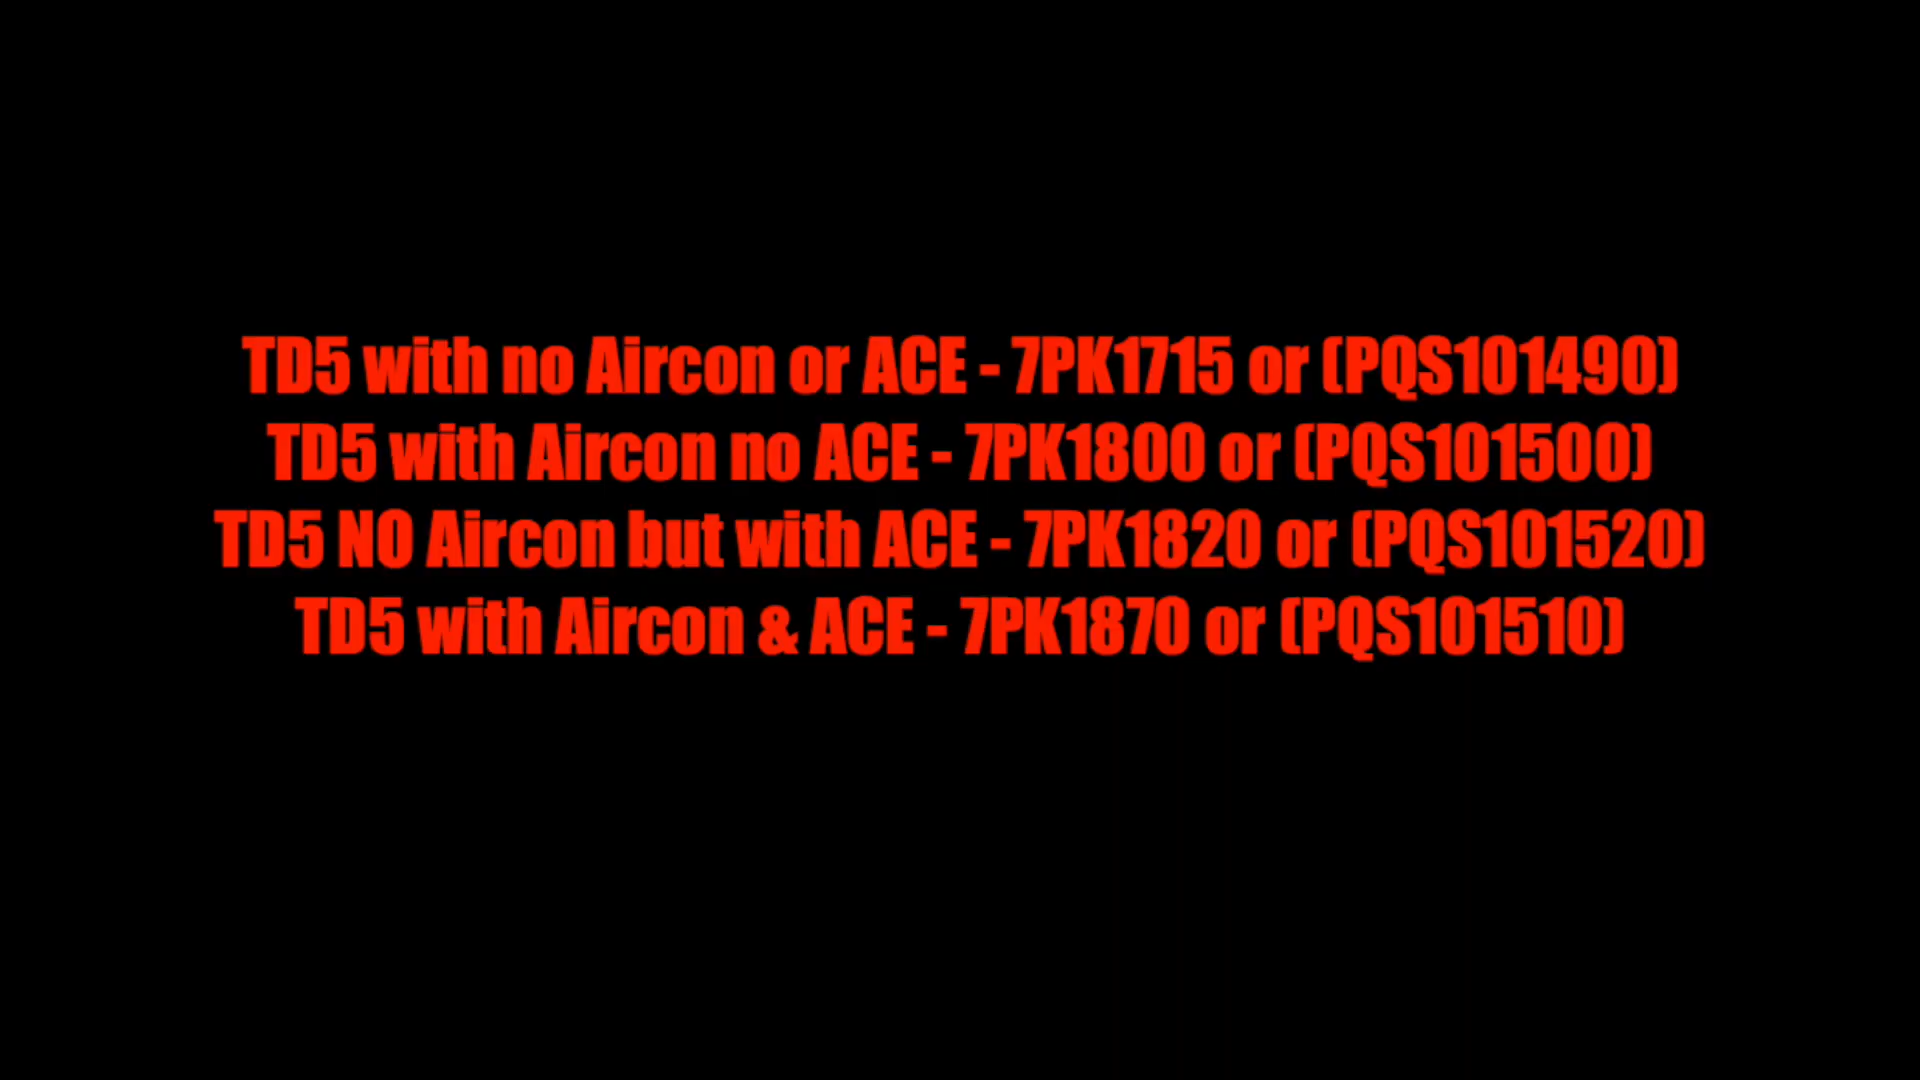 TD5 with no Aircon or ACE - 7PK1715 or (PQS101490)
TD5 with Aircon no ACE - 7PK1800 or (PQS101500)
TD5 NO Aircon but with ACE - 7PK1820 or (PQS101520)
TD5 with Aircon & ACE - 7PK1870 or (PQS101510)